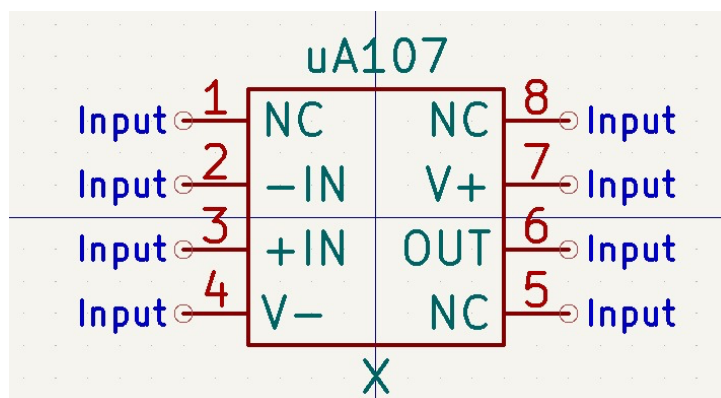 uA107
Input 1 NC NC 8 Input
Input 2 -IN V+ 7 Input
Input 3 +IN OUT 6 Input
Input 4 V- NC 5 Input
X